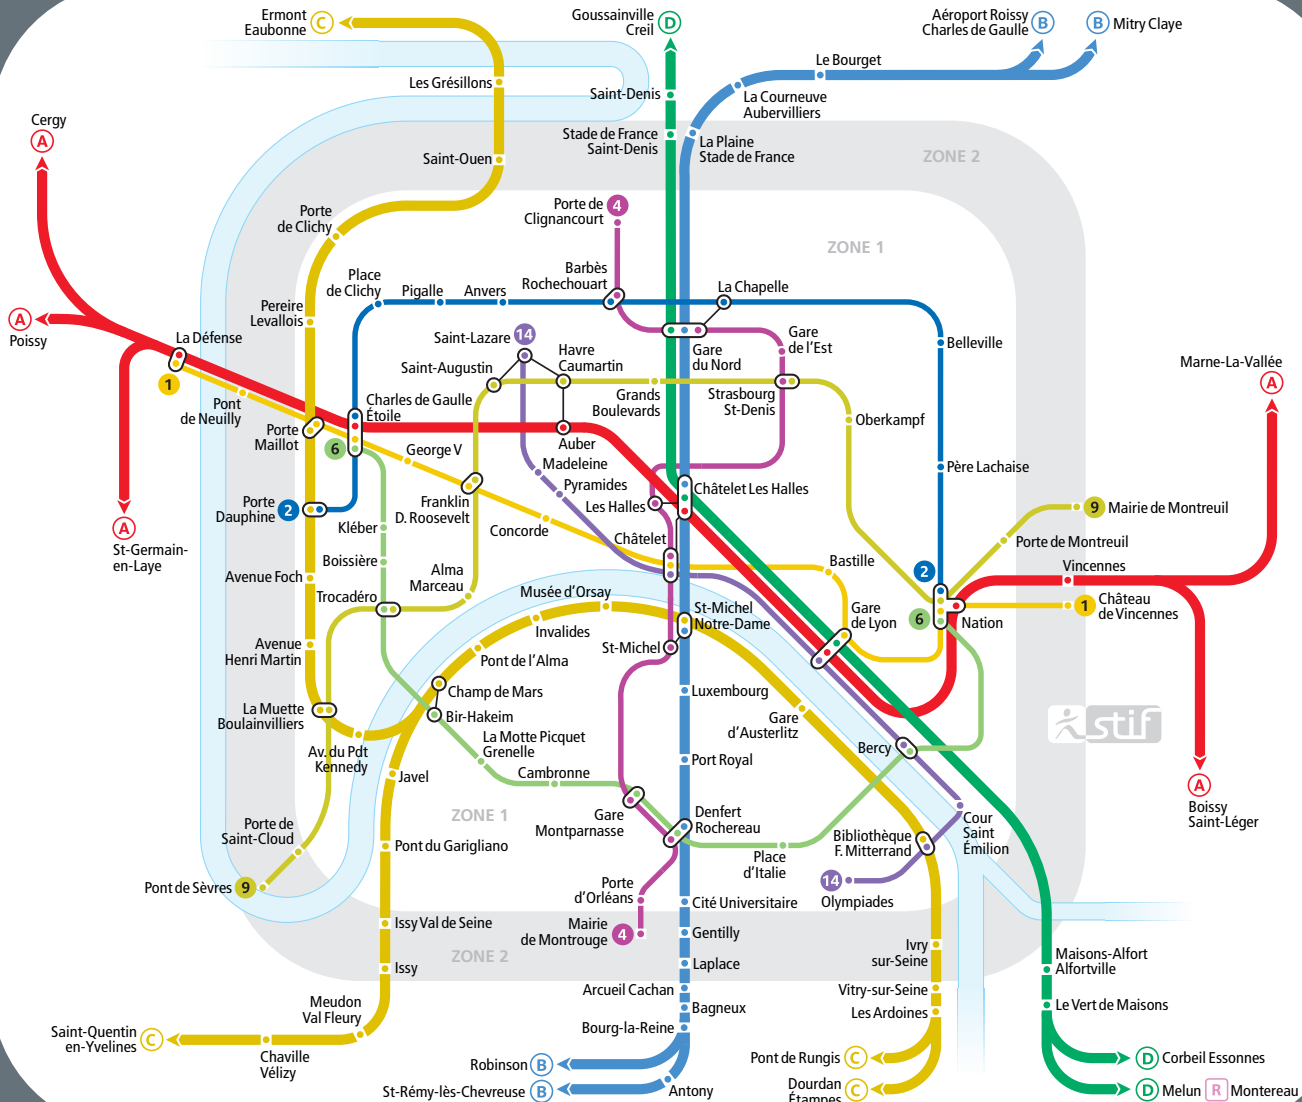 Ermont
Eaubonne
C
Goussainville
Creil
D
Aéroport Roissy
Charles de Gaulle
B
B
Mitry Claye
Le Bourget
Les Grésillons
Saint-Denis
La Courneuve
Aubervilliers
Cergy
A
Stade de France
Saint-Denis
La Plaine
Stade de France
Saint-Ouen
ZONE 2
Porte
de Clichy
Porte de
Clignancourt
4
ZONE 1
Place
de Clichy
Pigalle
Anvers
Barbès
Rochechouart
La Chapelle
Pereire
Levallois
A
Poissy
La Défense
1
Saint-Lazare
14
Havre
Caumartin
Gare
du Nord
Gare
de l'Est
Belleville
Saint-Augustin
Marne-La-Vallée
A
Pont
de Neuilly
Charles de Gaulle
Étoile
Grands
Boulevards
Strasbourg
St-Denis
Oberkampf
Porte
Maillot
6
George V
Auber
Madeleine
Pyramides
Père Lachaise
Porte
Dauphine
2
Franklin
D. Roosevelt
Les Halles
Châtelet Les Halles
9
Mairie de Montreuil
A
St-Germain-
en-Laye
Kléber
Concorde
Châtelet
Porte de Montreuil
Boissière
Bastille
2
Vincennes
Avenue Foch
Alma
Marceau
Trocadéro
Musée d'Orsay
St-Michel
Notre-Dame
Gare
de Lyon
6
Nation
1
Château
de Vincennes
Invalides
Avenue
Henri Martin
Pont de l'Alma
St-Michel
Champ de Mars
Luxembourg
La Muette
Boulainvilliers
Bir-Hakeim
Gare
d'Austerlitz
stif
Av. du Pdt
Kennedy
La Motte Picquet
Grenelle
Bercy
Javel
Cambronne
Port Royal
A
Boissy
Saint-Léger
ZONE 1
Gare
Montparnasse
Denfert
Rochereau
Cour
Saint
Émilion
Porte de
Saint-Cloud
Pont du Garigliano
Bibliothèque
F. Mitterrand
Place
d'Italie
Pont de Sèvres
9
14
Olympiades
Porte
d'Orléans
Cité Universitaire
Issy Val de Seine
Mairie
de Montrouge
4
Gentilly
Ivry
sur-Seine
ZONE 2
Issy
Laplace
Maisons-Alfort
Alfortville
Arcueil Cachan
Vitry-sur-Seine
Meudon
Val Fleury
Bagneux
Les Ardoines
Le Vert de Maisons
Bourg-la-Reine
Saint-Quentin
en-Yvelines
C
Chaville
Vélizy
Robinson
B
Pont de Rungis
C
D
Corbeil Essonnes
St-Rémy-lès-Chevreuse
B
Antony
Dourdan
Étampes
C
D
Melun
R
Montereau